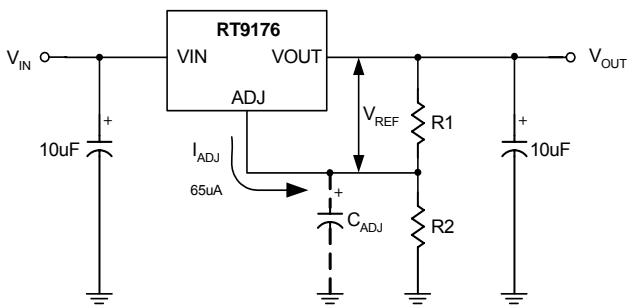 RT9176
V_IN
VIN
VOUT
V_OUT
ADJ
V_REF
R1
+
10uF
I_ADJ
65uA
+
C_ADJ
R2
+
10uF